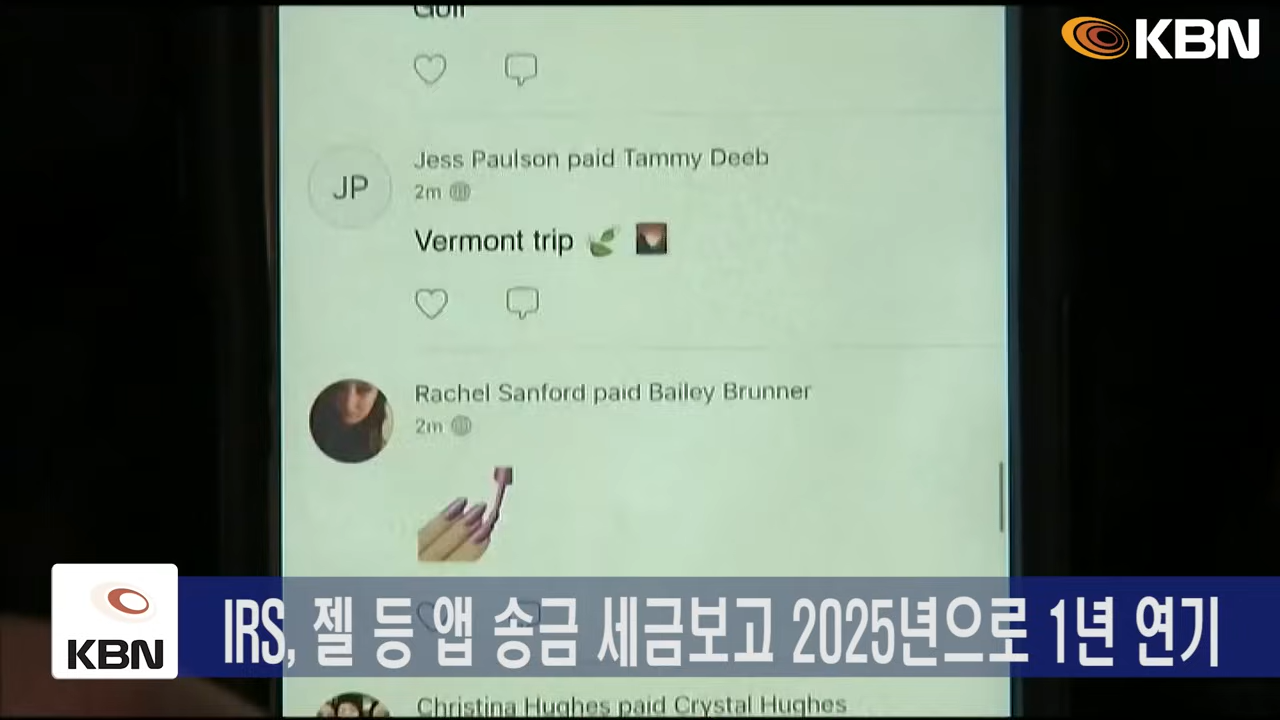 Golf
KBN
JP
Jess Paulson paid Tammy Deeb
2m
Vermont trip
Rachel Sanford paid Bailey Brunner
2m
KBN
IRS, 젤 등 앱 송금 세금보고 2025년으로 1년 연기
Christina Hughes paid Crystal Hughes